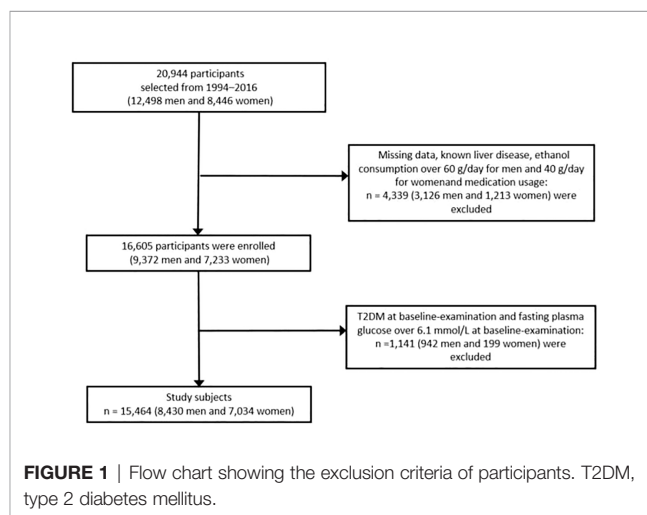 20,944 participants
selected from 1994–2016
(12,498 men and 8,446 women)
Missing data, known liver disease, ethanol
consumption over 60 g/day for men and 40 g/day
for womenand medication usage:
n = 4,339 (3,126 men and 1,213 women) were
excluded
16,605 participants were enrolled
(9,372 men and 7,233 women)
T2DM at baseline-examination and fasting plasma
glucose over 6.1 mmol/L at baseline-examination:
n =1,141 (942 men and 199 women) were
excluded
Study subjects
n = 15,464 (8,430 men and 7,034 women)
FIGURE 1 | Flow chart showing the exclusion criteria of participants. T2DM,
type 2 diabetes mellitus.